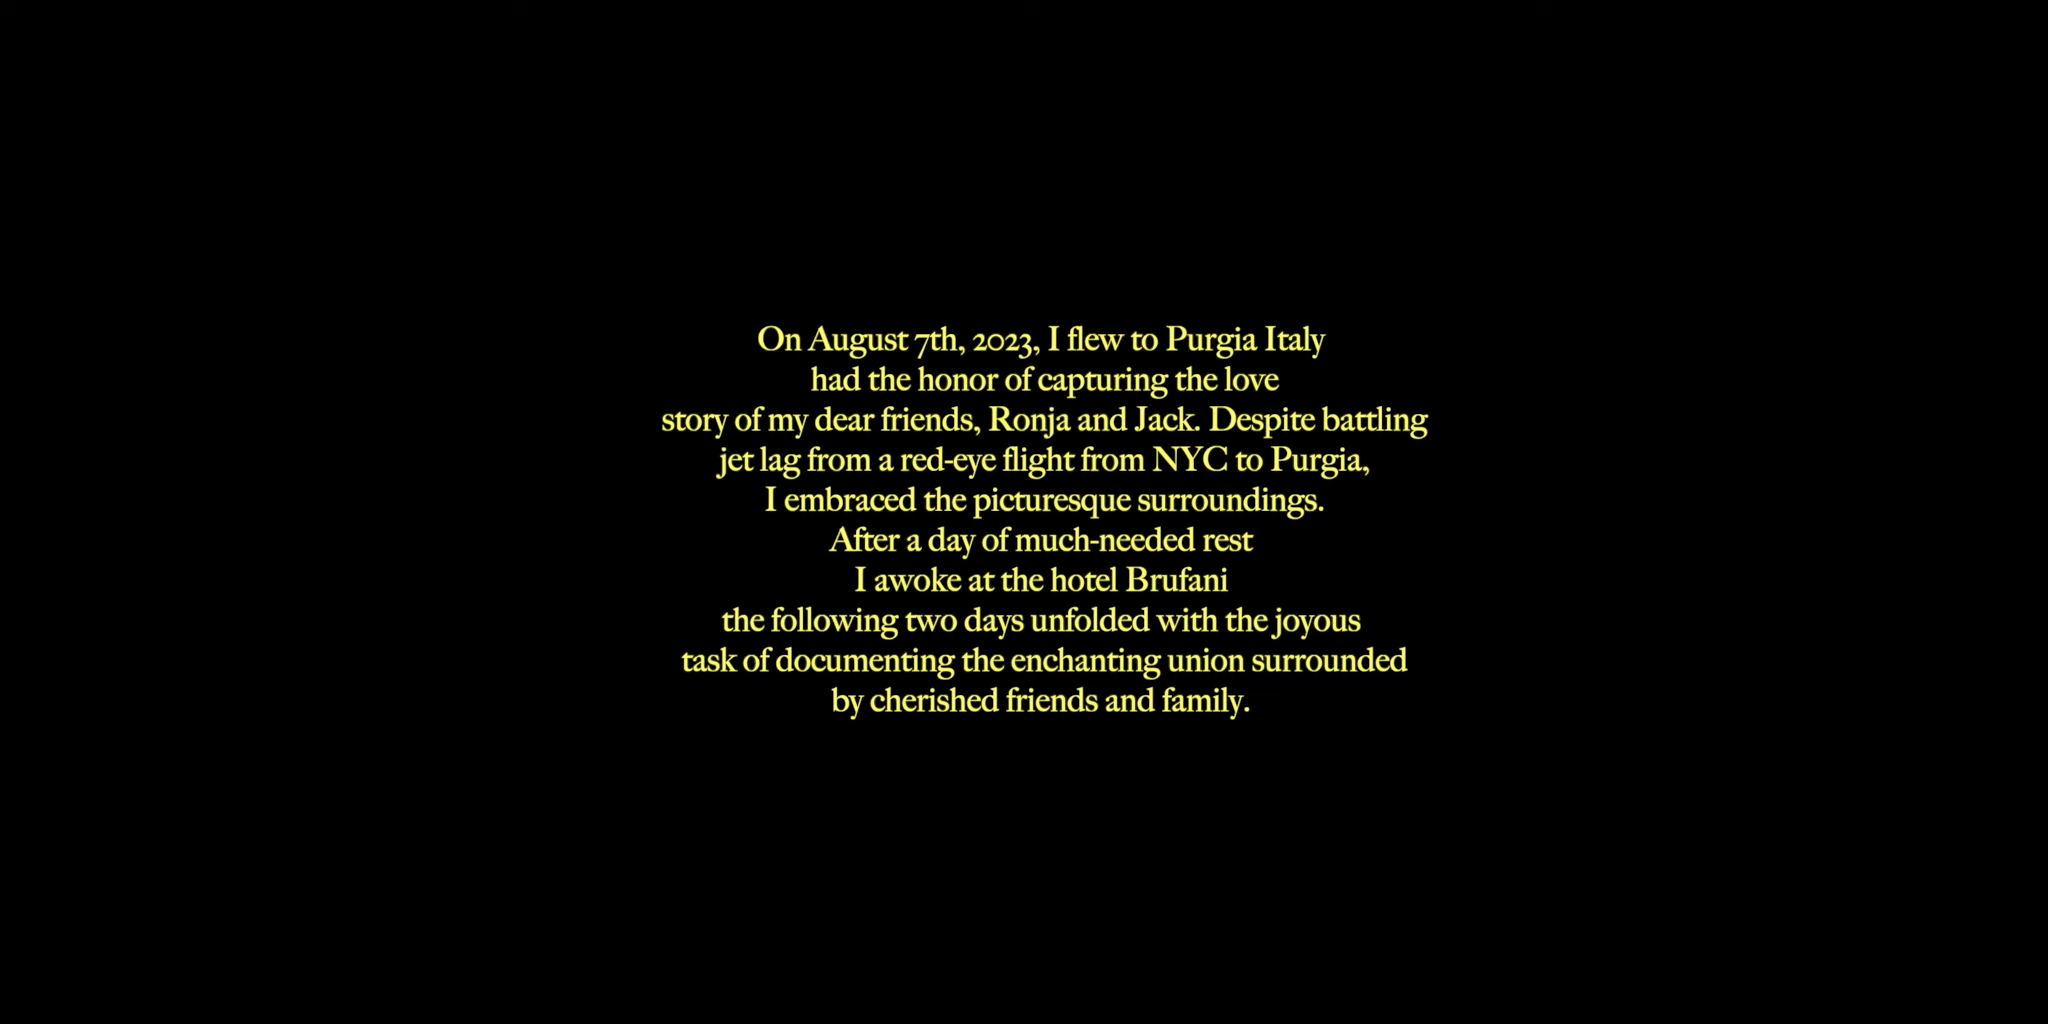 On August 7th, 2023, I flew to Purgia Italy
had the honor of capturing the love
story of my dear friends, Ronja and Jack. Despite battling
jet lag from a red-eye flight from NYC to Purgia,
I embraced the picturesque surroundings.
After a day of much-needed rest
I awoke at the hotel Brufani
the following two days unfolded with the joyous
task of documenting the enchanting union surrounded
by cherished friends and family.